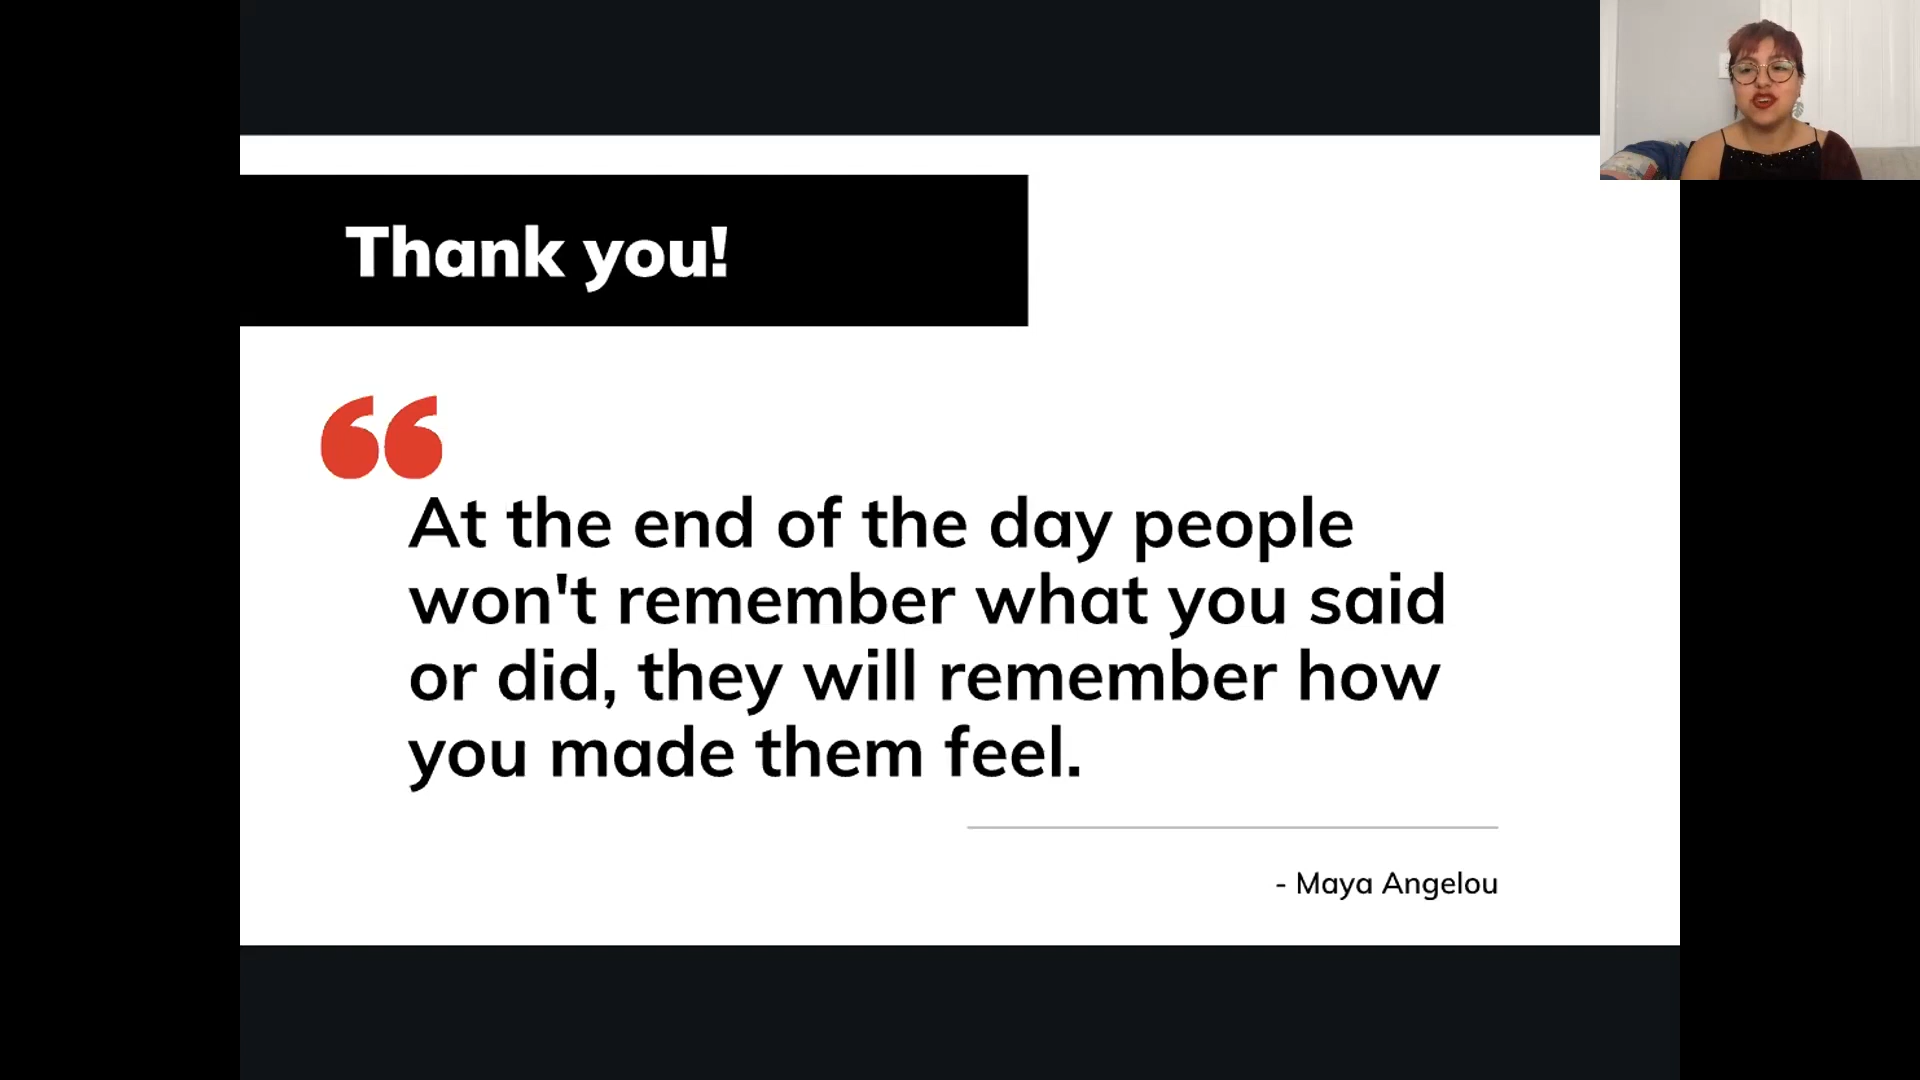 Thank you!
“
At the end of the day people
won't remember what you said
or did, they will remember how
you made them feel.
- Maya Angelou